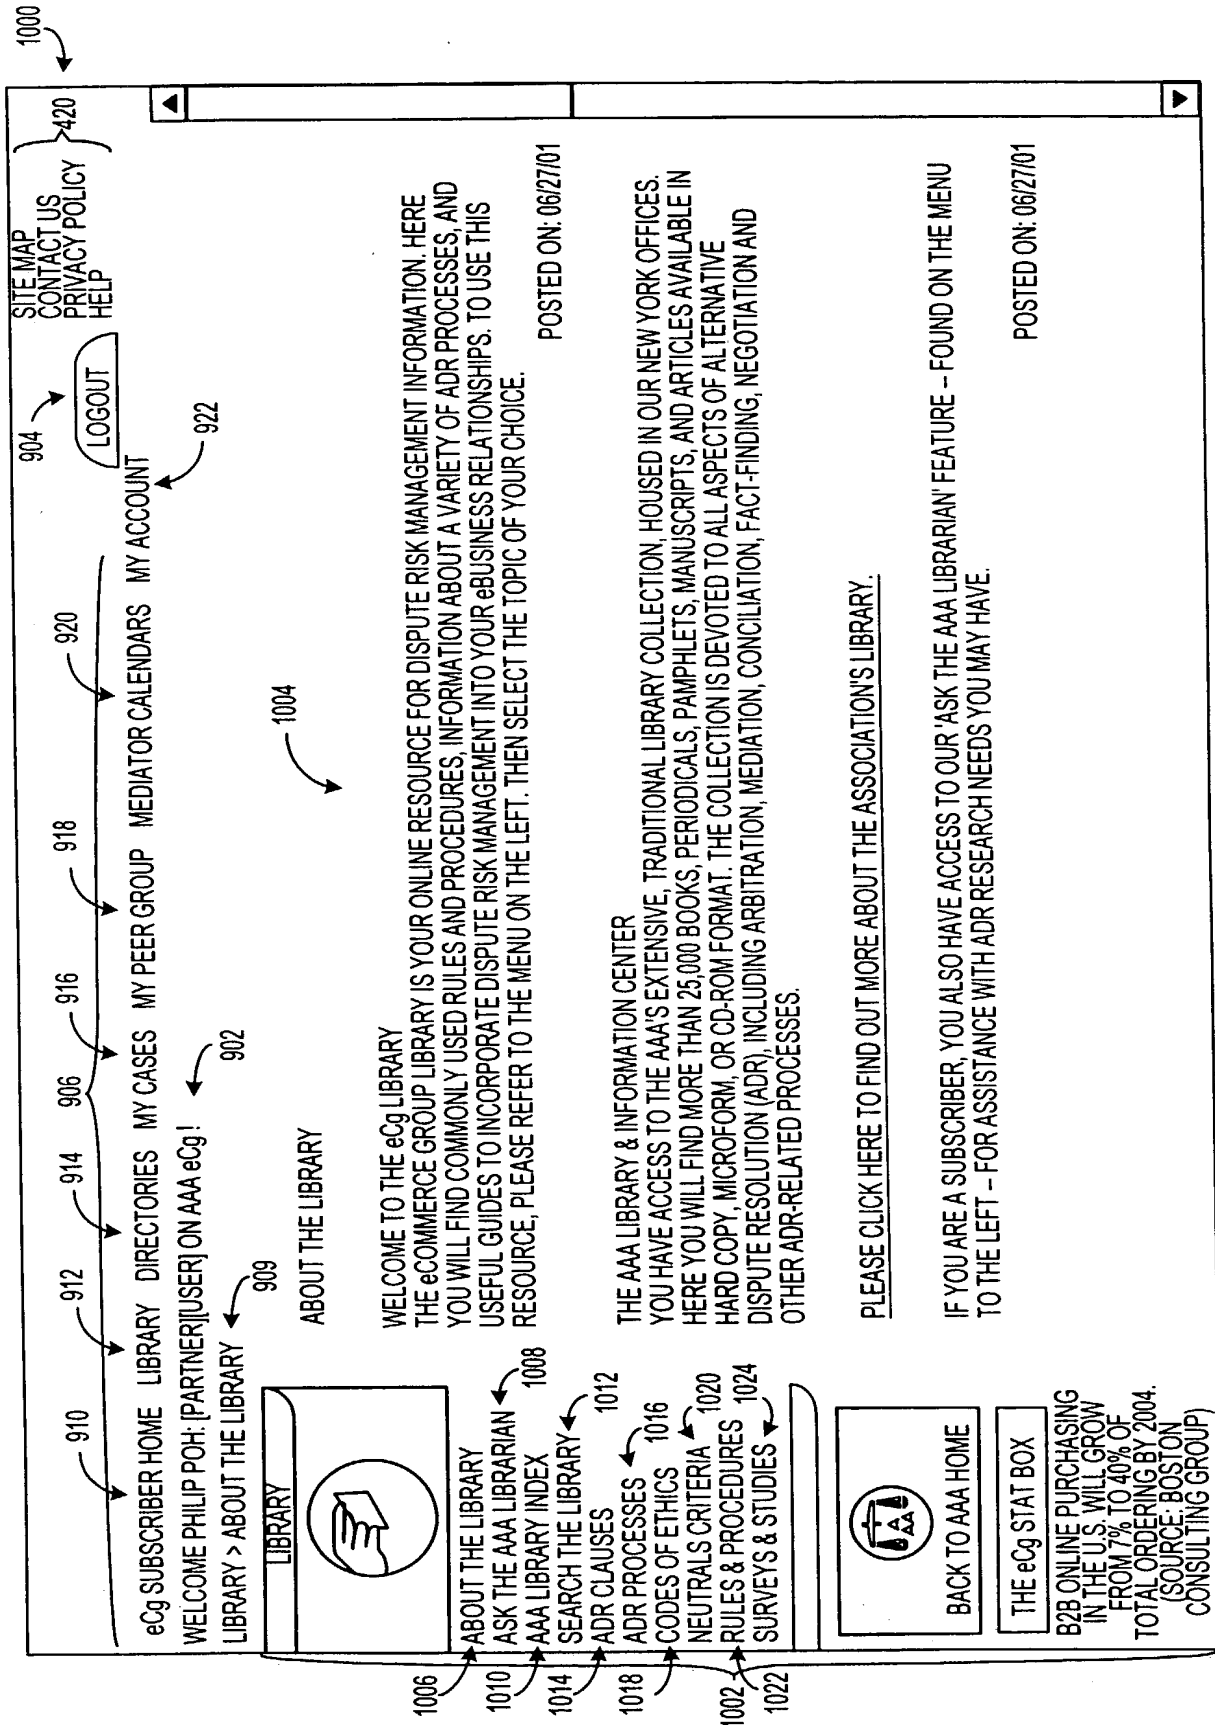 1000
SITE MAP
CONTACT US
PRIVACY POLICY
HELP
420
904
LOGOUT
906
910
912
914
916
918
920
eCg SUBSCRIBER HOME LIBRARY DIRECTORIES MY CASES MY PEER GROUP MEDIATOR CALENDARS MY ACCOUNT
922
WELCOME PHILIP POH: [PARTNER][USER] ON AAA eCg !
902
LIBRARY > ABOUT THE LIBRARY
909
LIBRARY
1006
ABOUT THE LIBRARY
ASK THE AAA LIBRARIAN
1008
1010
AAA LIBRARY INDEX
SEARCH THE LIBRARY
1012
1014
ADR CLAUSES
ADR PROCESSES
1016
1018
CODES OF ETHICS
NEUTRALS CRITERIA
1020
1002
RULES & PROCEDURES
1022
SURVEYS & STUDIES
1024
BACK TO AAA HOME
THE eCg STAT BOX
B2B ONLINE PURCHASING
IN THE U.S. WILL GROW
FROM 7% TO 40% OF
TOTAL ORDERING BY 2004.
(SOURCE: BOSTON
CONSULTING GROUP)
1004
ABOUT THE LIBRARY
WELCOME TO THE eCg LIBRARY
THE eCOMMERCE GROUP LIBRARY IS YOUR ONLINE RESOURCE FOR DISPUTE RISK MANAGEMENT INFORMATION. HERE
YOU WILL FIND COMMONLY USED RULES AND PROCEDURES, INFORMATION ABOUT A VARIETY OF ADR PROCESSES, AND
USEFUL GUIDES TO INCORPORATE DISPUTE RISK MANAGEMENT INTO YOUR eBUSINESS RELATIONSHIPS. TO USE THIS
RESOURCE, PLEASE REFER TO THE MENU ON THE LEFT. THEN SELECT THE TOPIC OF YOUR CHOICE.
POSTED ON: 06/27/01
THE AAA LIBRARY & INFORMATION CENTER
YOU HAVE ACCESS TO THE AAA'S EXTENSIVE, TRADITIONAL LIBRARY COLLECTION, HOUSED IN OUR NEW YORK OFFICES.
HERE YOU WILL FIND MORE THAN 25,000 BOOKS, PERIODICALS, PAMPHLETS, MANUSCRIPTS, AND ARTICLES AVAILABLE IN
HARD COPY, MICROFORM, OR CD-ROM FORMAT. THE COLLECTION IS DEVOTED TO ALL ASPECTS OF ALTERNATIVE
DISPUTE RESOLUTION (ADR), INCLUDING ARBITRATION, MEDIATION, CONCILIATION, FACT-FINDING, NEGOTIATION AND
OTHER ADR-RELATED PROCESSES.
PLEASE CLICK HERE TO FIND OUT MORE ABOUT THE ASSOCIATION'S LIBRARY.
IF YOU ARE A SUBSCRIBER, YOU ALSO HAVE ACCESS TO OUR 'ASK THE AAA LIBRARIAN' FEATURE – FOUND ON THE MENU
TO THE LEFT – FOR ASSISTANCE WITH ADR RESEARCH NEEDS YOU MAY HAVE.
POSTED ON: 06/27/01